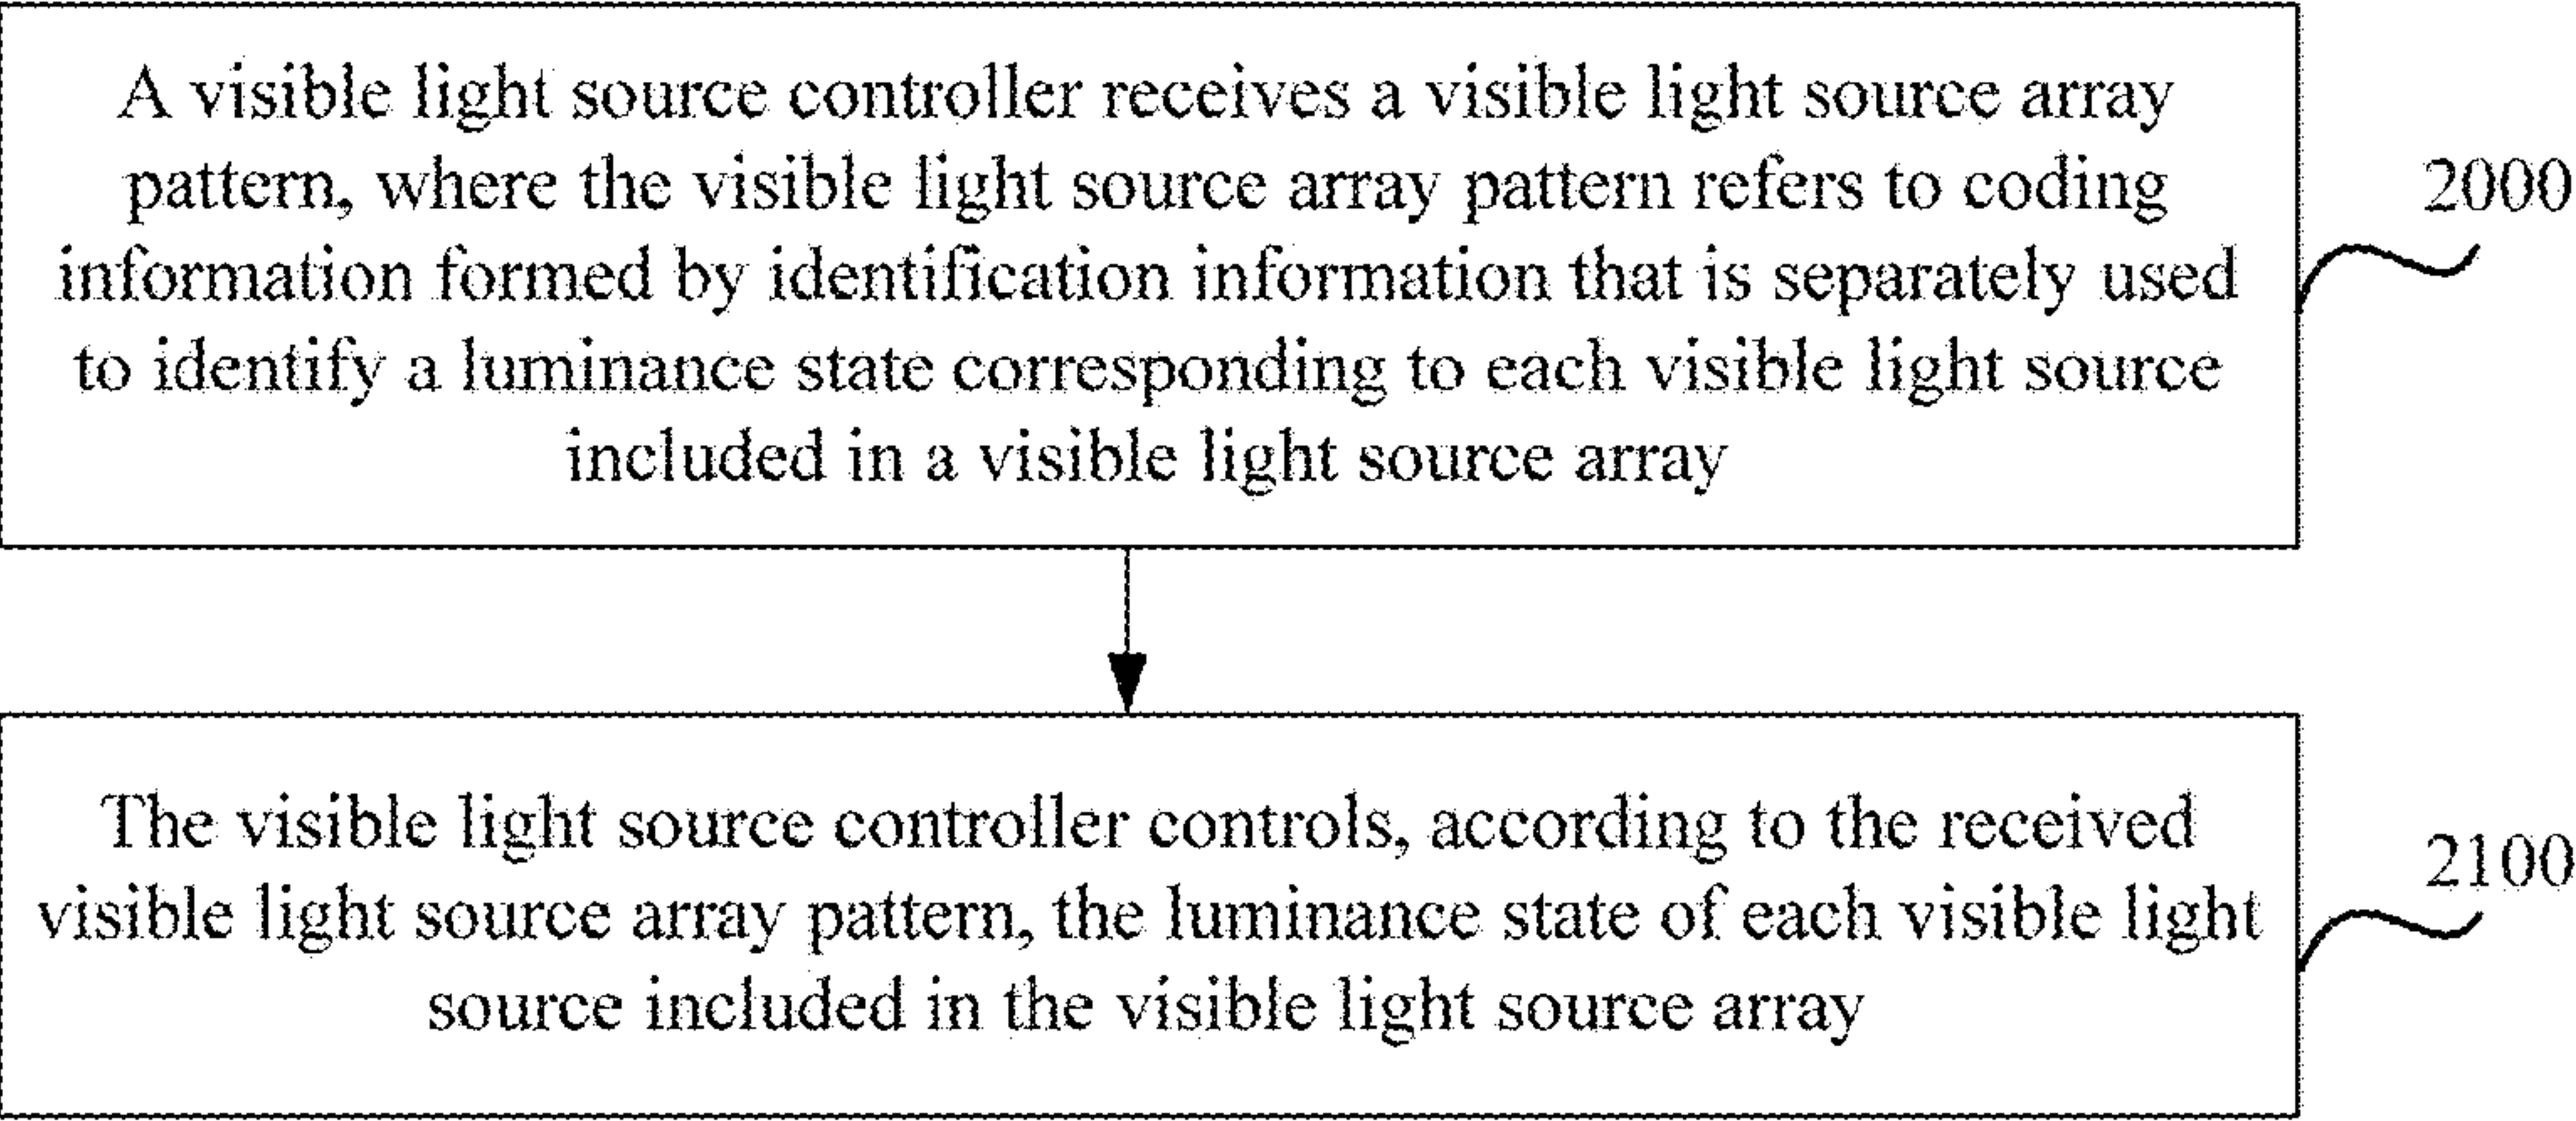 A visible light source controller receives a visible light source array
pattern, where the visible light source array pattern refers to coding
information formed by identification information that is separately used
to identify a luminance state corresponding to each visible light source
included in a visible light source array
2000
The visible light source controller controls, according to the received
visible light source array pattern, the luminance state of each visible light
source included in the visible light source array
2100